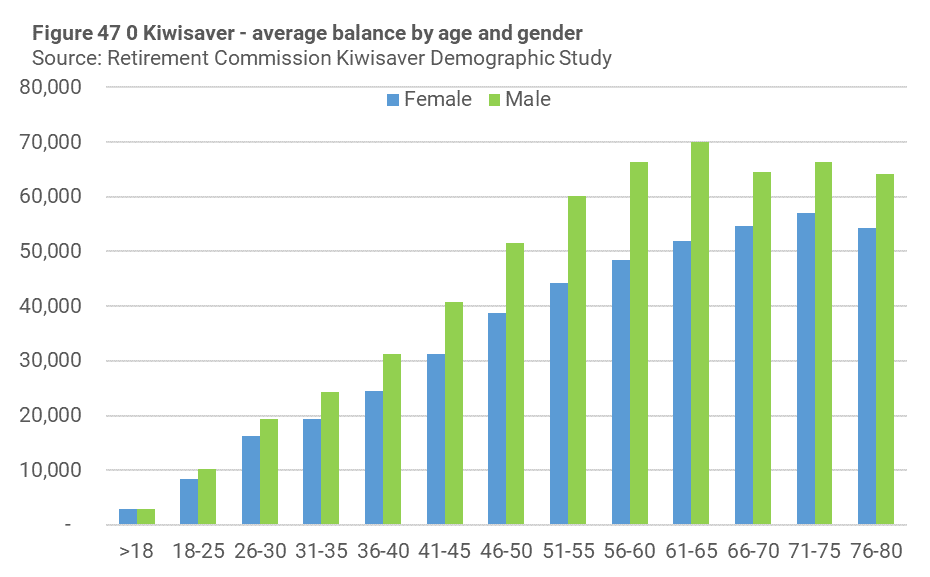 Figure 47 0 Kiwisaver - average balance by age and gender
Source: Retirement Commission Kiwisaver Demographic Study
80,000
Female Male
70,000
60,000
50,000
40,000
30,000
20,000
10,000
-
>18 18-25 26-30 31-35 36-40 41-45 46-50 51-55 56-60 61-65 66-70 71-75 76-80